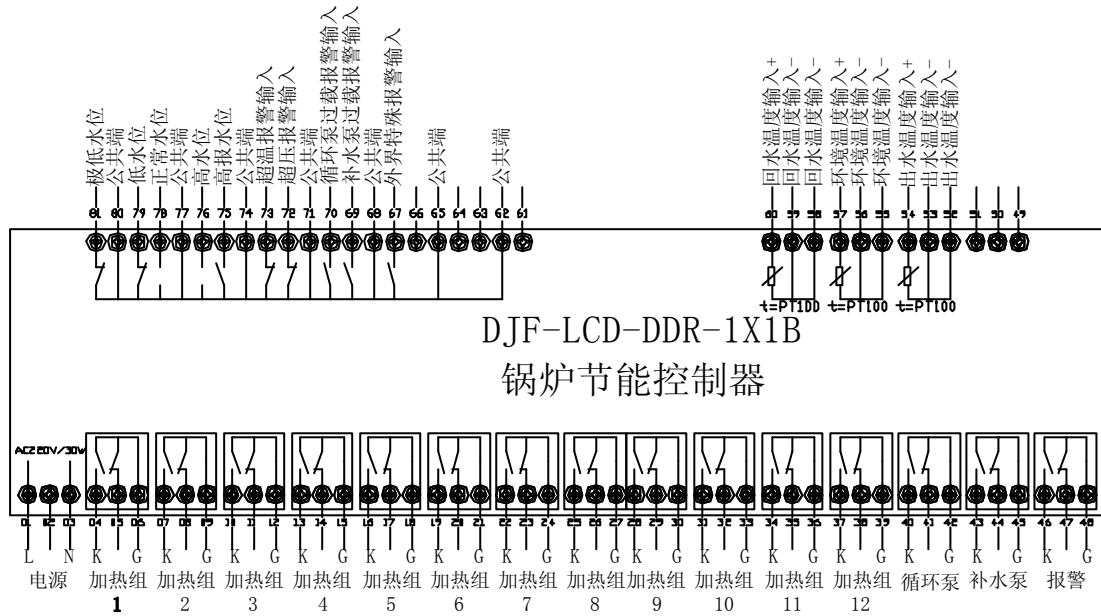 极低水位
公共端
低水位
正常水位
公共端
高水位
高报水位
公共端
超温报警输入
超压报警输入
公共端
循环泵过载报警输入
补水泵过载报警输入
公共端
外界特殊报警输入
公共端
公共端
回水温度输入+
回水温度输入-
回水温度输入-
环境温度输入+
环境温度输入-
环境温度输入-
出水温度输入+
出水温度输入-
出水温度输入-
81 80 79 78 77 76 75 74 73 72 71 70 69 68 67 66 65 64 63 62 61
60 59 58 57 56 55 54 53 52 51 50 49
t=PT100 t=PT100 t=PT100
DJF-LCD-DDR-1X1B
锅炉节能控制器
AC220V/30W
01 02 03 04 15 06 07 08 19 11 11 12 13 14 15 16 17 18 19 20 21 22 23 24 25 26 27 28 29 30 31 32 33 34 35 36 37 38 39 40 41 42 43 44 45 46 47 48
L N K G K G K G K G K G K G K G K G K G K G K G K G K G K G K G
电源 加热组 加热组 加热组 加热组 加热组 加热组 加热组 加热组 加热组 加热组 加热组 加热组 循环泵 补水泵 报警
1 2 3 4 5 6 7 8 9 10 11 12